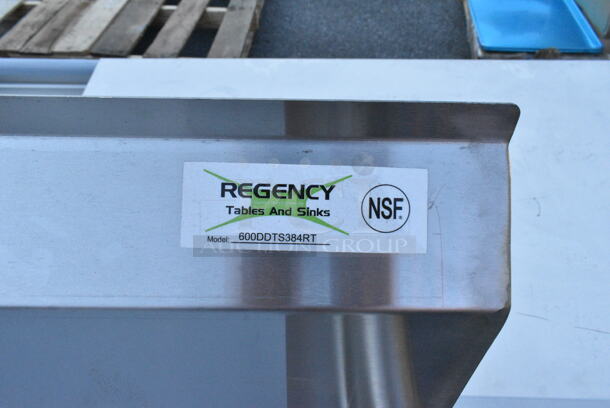 REGENCY
Tables And Sinks
NSF®
Model: 600DDTS384RT
AUCTION GROUP